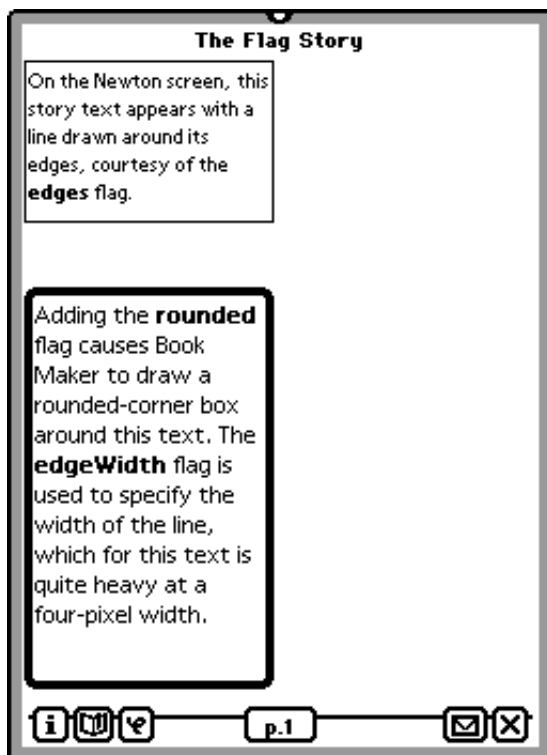 The Flag Story
On the Newton screen, this
story text appears with a
line drawn around its
edges, courtesy of the
edges flag.
Adding the rounded
flag causes Book
Maker to draw a
rounded-corner box
around this text. The
edgeWidth flag is
used to specify the
width of the line,
which for this text is
quite heavy at a
four-pixel width.
i
p.1